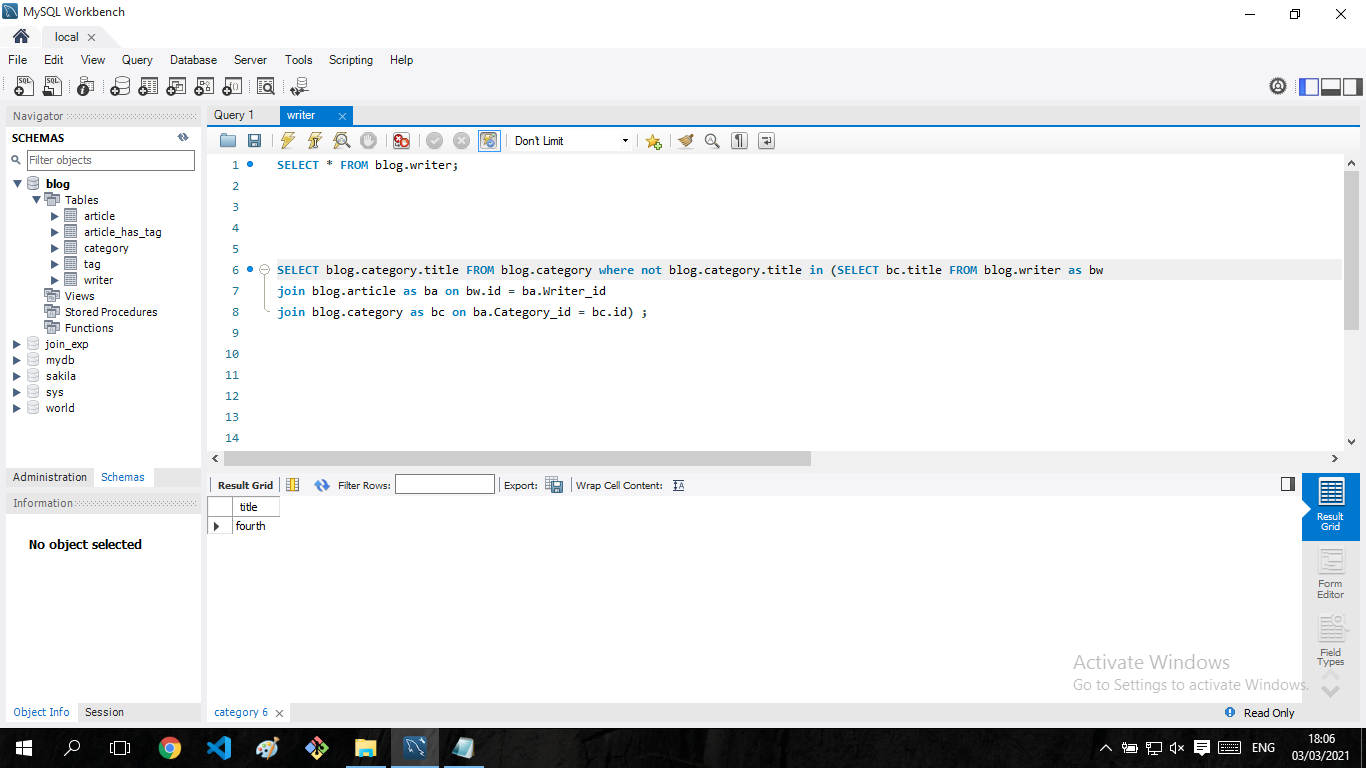 MySQL Workbench
local
File Edit View Query Database Server Tools Scripting Help
Navigator
SCHEMAS
Filter objects
blog
Tables
article
article_has_tag
category
tag
writer
Views
Stored Procedures
Functions
join_exp
mydb
sakila
sys
world
Administration Schemas
Information
No object selected
Object Info Session
Query 1 writer
Don't Limit
1 SELECT * FROM blog.writer;
2
3
4
5
6 SELECT blog.category.title FROM blog.category where not blog.category.title in (SELECT bc.title FROM blog.writer as bw
7 join blog.article as ba on bw.id = ba.Writer_id
8 join blog.category as bc on ba.Category_id = bc.id) ;
9
10
11
12
13
14
Result Grid Filter Rows: Export: Wrap Cell Content:
title
fourth
Result
Grid
Form
Editor
Field
Types
Activate Windows
Go to Settings to activate Windows.
category 6 Read Only
ENG 18:06
03/03/2021